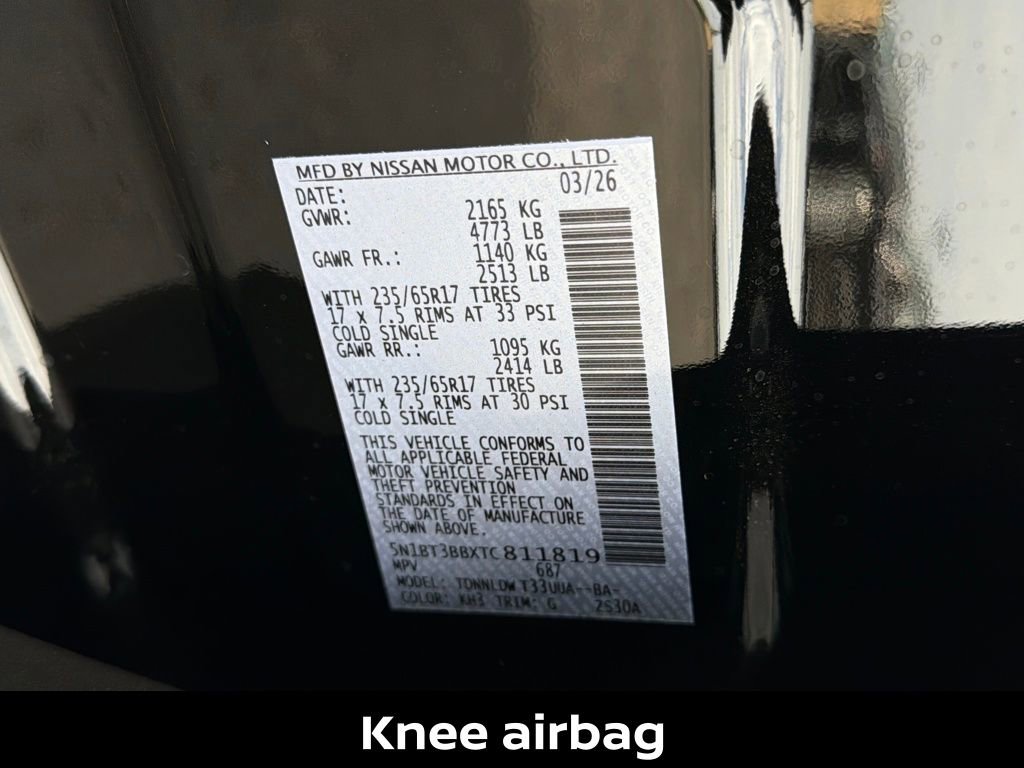 MFD BY NISSAN MOTOR CO., LTD.
DATE: 03/26
GVWR: 2165 KG
4773 LB
GAWR FR.: 1140 KG
2513 LB
WITH 235/65R17 TIRES
17 x 7.5 RIMS AT 33 PSI
COLD SINGLE
GAWR RR.: 1095 KG
2414 LB
WITH 235/65R17 TIRES
17 x 7.5 RIMS AT 30 PSI
COLD SINGLE
THIS VEHICLE CONFORMS TO
ALL APPLICABLE FEDERAL
MOTOR VEHICLE SAFETY AND
THEFT PREVENTION
STANDARDS IN EFFECT ON
THE DATE OF MANUFACTURE
SHOWN ABOVE.
5N1BT3BBXTC811819
MPV 687
MODEL: TDNNLDW T33UUA--BA-
COLOR: KH3 TRIM: G 2S30A
Knee airbag